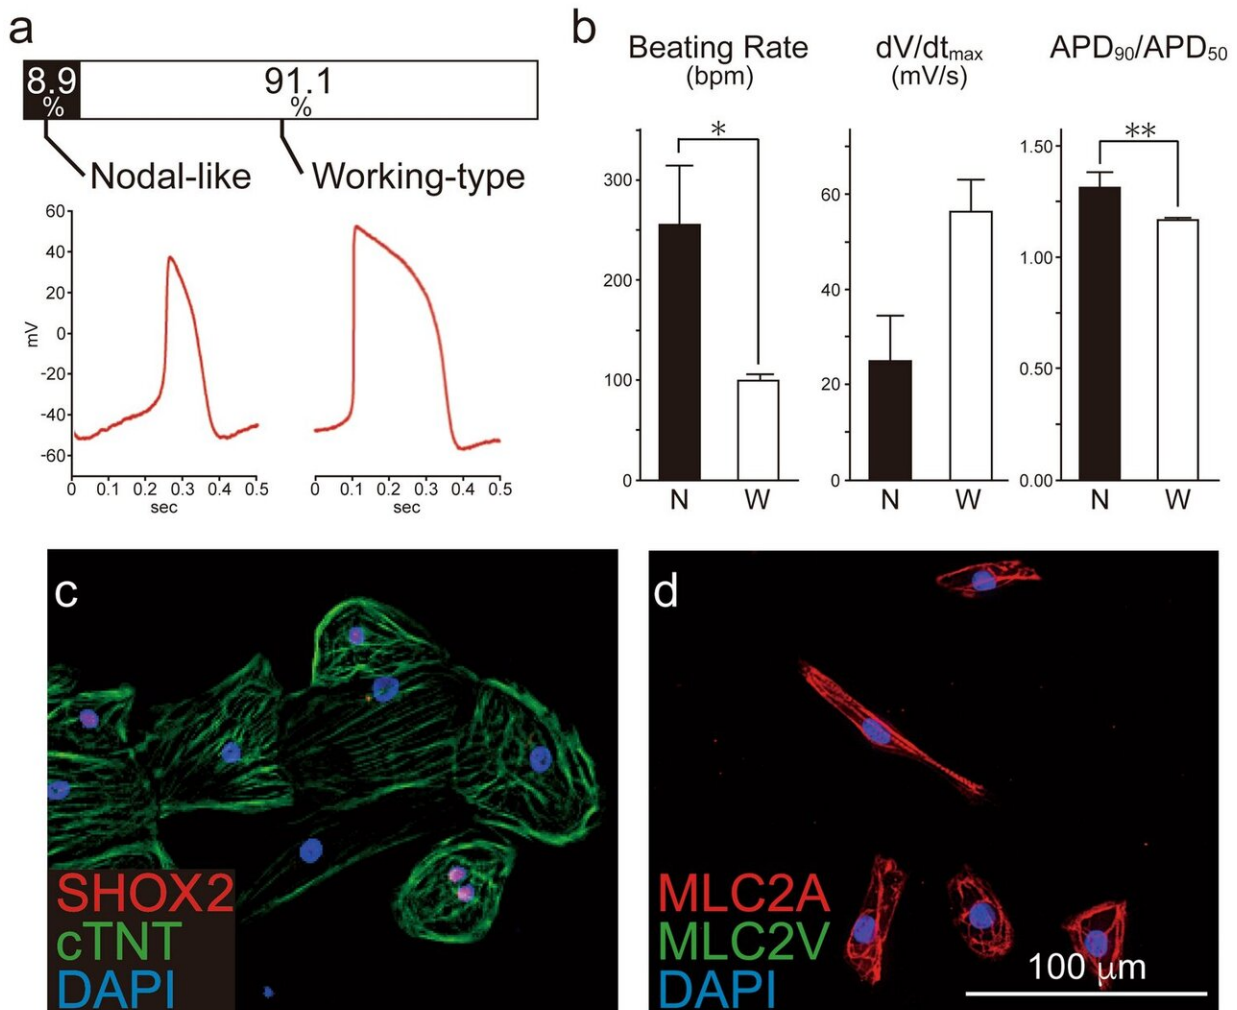 a
8.9
%
91.1
%
Nodal-like
Working-type
60
40
20
0
-20
-40
-60
mV
0 0.1 0.2 0.3 0.4 0.5
sec
0 0.1 0.2 0.3 0.4 0.5
sec
b
Beating Rate
(bpm)
*
300
200
100
0
N W
dV/dtmax
(mV/s)
60
40
20
0
N W
APD90/APD50
**
1.50
1.00
0.50
0.00
N W
c
SHOX2
cTNT
DAPI
d
MLC2A
MLC2V
DAPI
100 μm